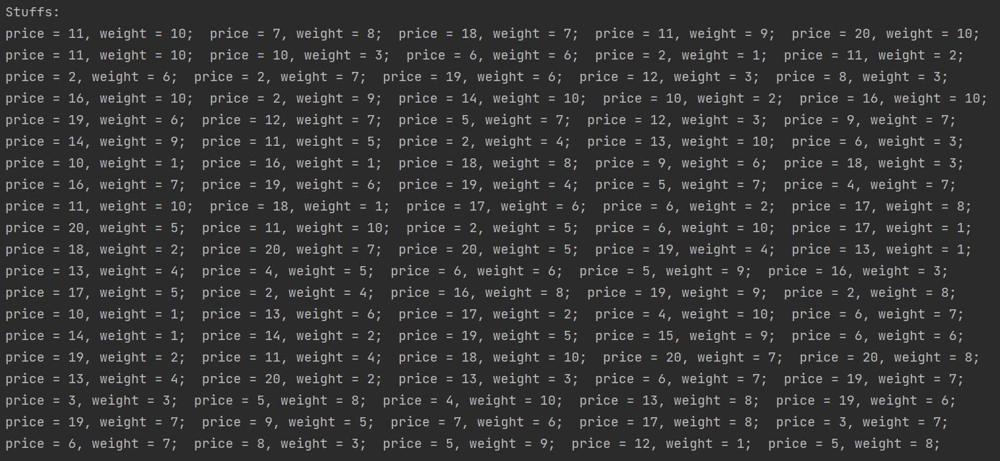 Stuffs:
price = 11, weight = 10;  price = 7, weight = 8;  price = 18, weight = 7;  price = 11, weight = 9;  price = 20, weight = 10;
price = 11, weight = 10;  price = 10, weight = 3;  price = 6, weight = 6;  price = 2, weight = 1;  price = 11, weight = 2;
price = 2, weight = 6;  price = 2, weight = 7;  price = 19, weight = 6;  price = 12, weight = 3;  price = 8, weight = 3;
price = 16, weight = 10;  price = 2, weight = 9;  price = 14, weight = 10;  price = 10, weight = 2;  price = 16, weight = 10;
price = 19, weight = 6;  price = 12, weight = 7;  price = 5, weight = 7;  price = 12, weight = 3;  price = 9, weight = 7;
price = 14, weight = 9;  price = 11, weight = 5;  price = 2, weight = 4;  price = 13, weight = 10;  price = 6, weight = 3;
price = 10, weight = 1;  price = 16, weight = 1;  price = 18, weight = 8;  price = 9, weight = 6;  price = 18, weight = 3;
price = 16, weight = 7;  price = 19, weight = 6;  price = 19, weight = 4;  price = 5, weight = 7;  price = 4, weight = 7;
price = 11, weight = 10;  price = 18, weight = 1;  price = 17, weight = 6;  price = 6, weight = 2;  price = 17, weight = 8;
price = 20, weight = 5;  price = 11, weight = 10;  price = 2, weight = 5;  price = 6, weight = 10;  price = 17, weight = 1;
price = 18, weight = 2;  price = 20, weight = 7;  price = 20, weight = 5;  price = 19, weight = 4;  price = 13, weight = 1;
price = 13, weight = 4;  price = 4, weight = 5;  price = 6, weight = 6;  price = 5, weight = 9;  price = 16, weight = 3;
price = 17, weight = 5;  price = 2, weight = 4;  price = 16, weight = 8;  price = 19, weight = 9;  price = 2, weight = 8;
price = 10, weight = 1;  price = 13, weight = 6;  price = 17, weight = 2;  price = 4, weight = 10;  price = 6, weight = 7;
price = 14, weight = 1;  price = 14, weight = 2;  price = 19, weight = 5;  price = 15, weight = 9;  price = 6, weight = 6;
price = 19, weight = 2;  price = 11, weight = 4;  price = 18, weight = 10;  price = 20, weight = 7;  price = 20, weight = 8;
price = 13, weight = 4;  price = 20, weight = 2;  price = 13, weight = 3;  price = 6, weight = 7;  price = 19, weight = 7;
price = 3, weight = 3;  price = 5, weight = 8;  price = 4, weight = 10;  price = 13, weight = 8;  price = 19, weight = 6;
price = 19, weight = 7;  price = 9, weight = 5;  price = 7, weight = 6;  price = 17, weight = 8;  price = 3, weight = 7;
price = 6, weight = 7;  price = 8, weight = 3;  price = 5, weight = 9;  price = 12, weight = 1;  price = 5, weight = 8;